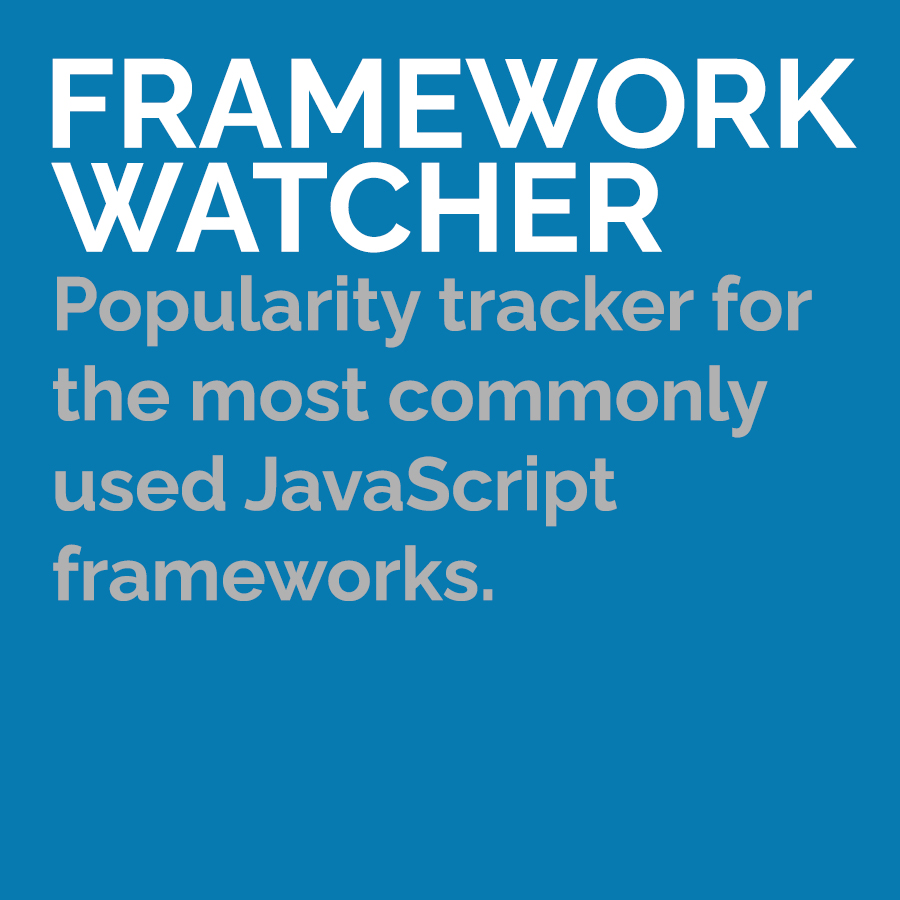 FRAMEWORK
WATCHER
Popularity tracker for
the most commonly
used JavaScript
frameworks.